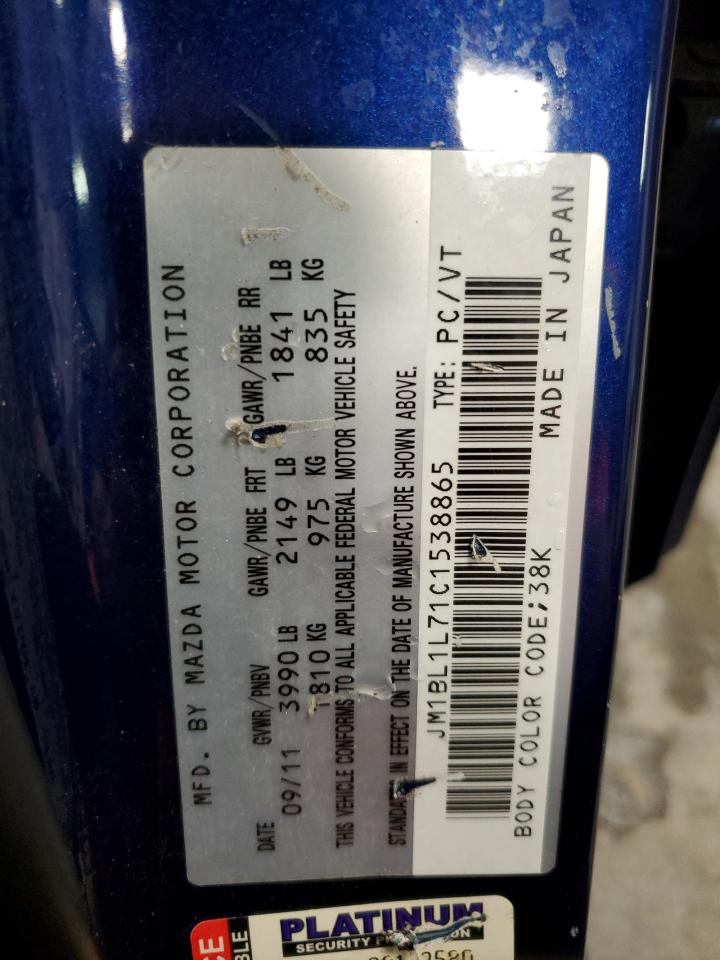 MFD. BY MAZDA MOTOR CORPORATION
DATE GVWR/PNBV GAWR/PNBE FRT GAWR/PNBE RR
09/11 3990 LB 2149 LB 1841 LB
1810 KG 975 KG 835 KG
THIS VEHICLE CONFORMS TO ALL APPLICABLE FEDERAL MOTOR VEHICLE SAFETY
STANDARDS IN EFFECT ON THE DATE OF MANUFACTURE SHOWN ABOVE.
JM1BL1L71C1538865 TYPE: PC/VT
BODY COLOR CODE;38K MADE IN JAPAN
PLATINUM
SECURITY